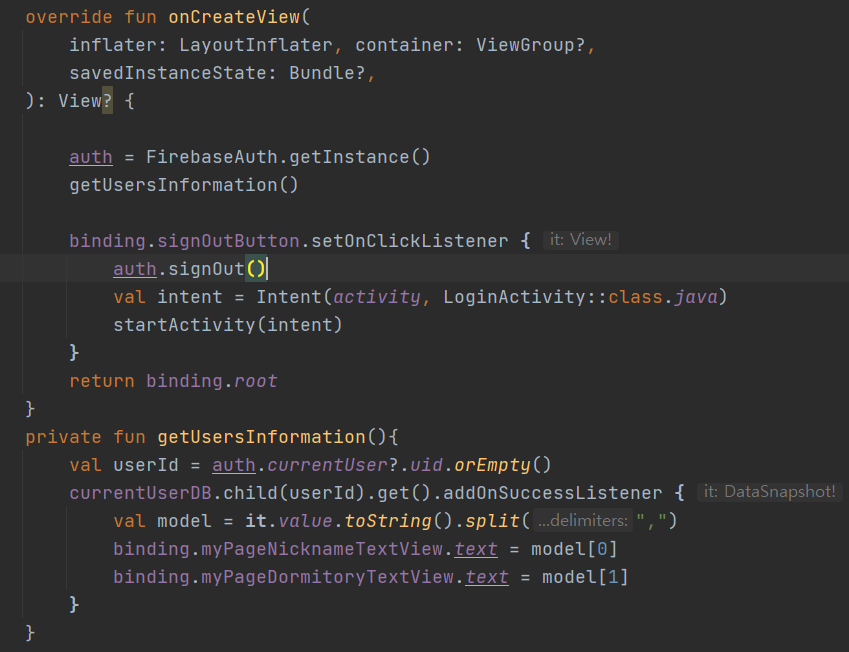 override fun onCreateView(
inflater: LayoutInflater, container: ViewGroup?,
savedInstanceState: Bundle?,
): View? {
auth = FirebaseAuth.getInstance()
getUsersInformation()
binding.signOutButton.setOnClickListener { it: View!
auth.signOut()
val intent = Intent(activity, LoginActivity::class.java)
startActivity(intent)
}
return binding.root
}
private fun getUsersInformation(){
val userId = auth.currentUser?.uid.orEmpty()
currentUserDB.child(userId).get().addOnSuccessListener { it: DataSnapshot!
val model = it.value.toString().split( ...delimiters: ",")
binding.myPageNicknameTextView.text = model[0]
binding.myPageDormitoryTextView.text = model[1]
}
}